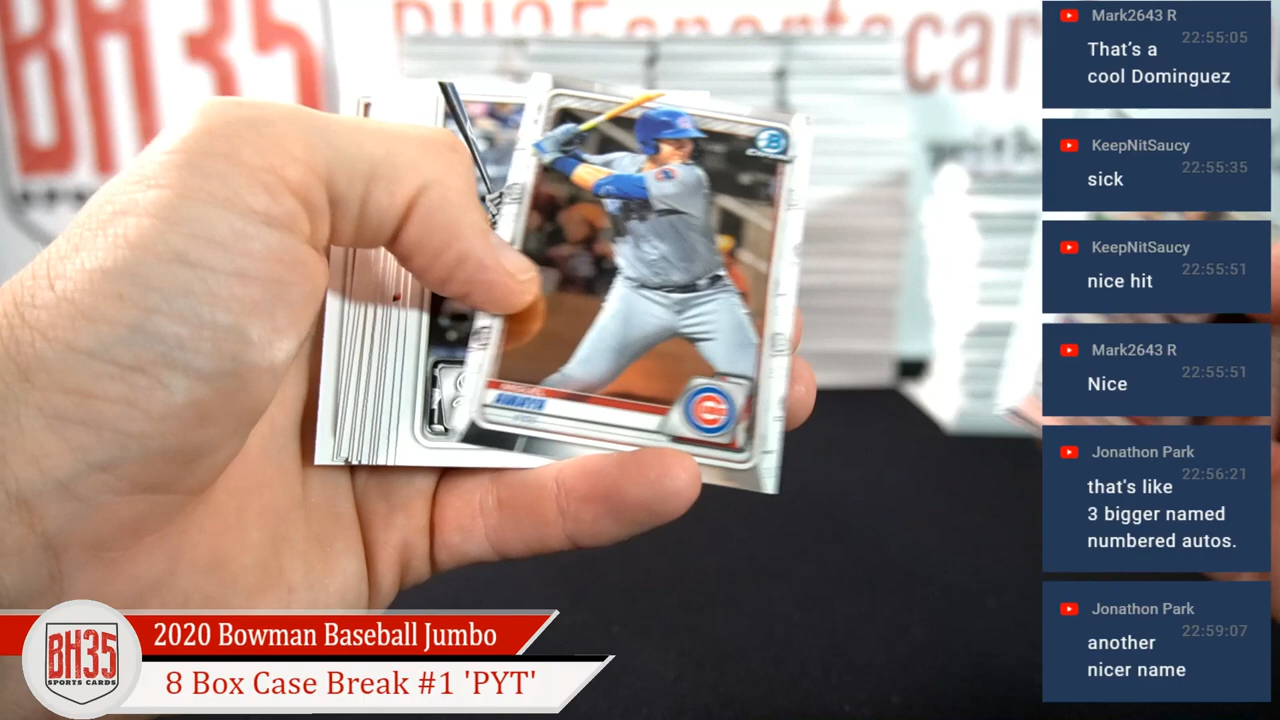 BH35sportscar
BH35
Mark2643 R
22:55:05
That's a
cool Dominguez
KeepNitSaucy
22:55:35
sick
KeepNitSaucy
22:55:51
nice hit
Mark2643 R
22:55:51
Nice
Jonathon Park
22:56:21
that's like
3 bigger named
numbered autos.
Jonathon Park
22:59:07
another
nicer name
B
BH35
SPORTS CARDS
2020 Bowman Baseball Jumbo
8 Box Case Break #1 'PYT'